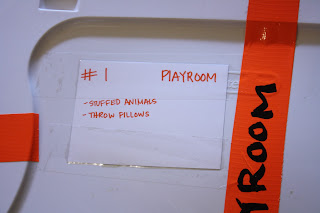 # 1 PLAYROOM
- STUFFED ANIMALS
- THROW PILLOWS
YROOM